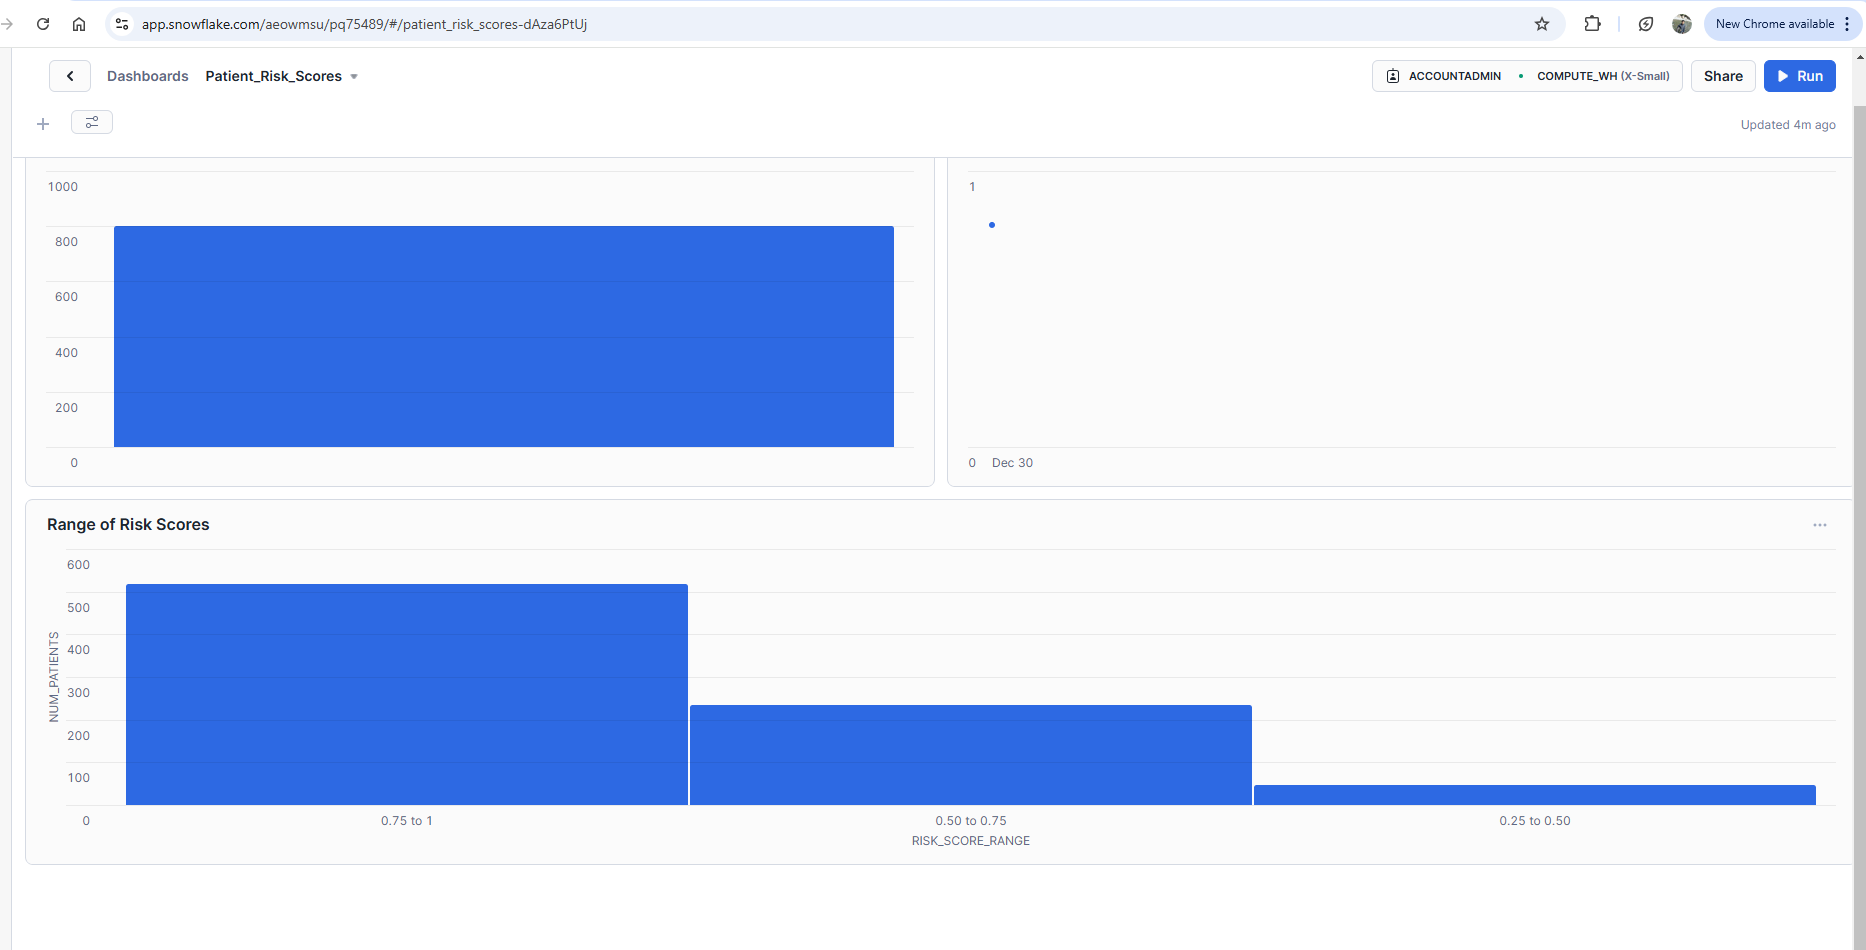 app.snowflake.com/aeowmsu/pq75489/#/patient_risk_scores-dAza6PtUj
New Chrome available
Dashboards Patient_Risk_Scores
ACCOUNTADMIN • COMPUTE_WH (X-Small)
Share
Run
Updated 4m ago
1000
800
600
400
200
0
1
0 Dec 30
Range of Risk Scores
600
500
400
300
200
100
0
NUM_PATIENTS
0.75 to 1
0.50 to 0.75
0.25 to 0.50
RISK_SCORE_RANGE